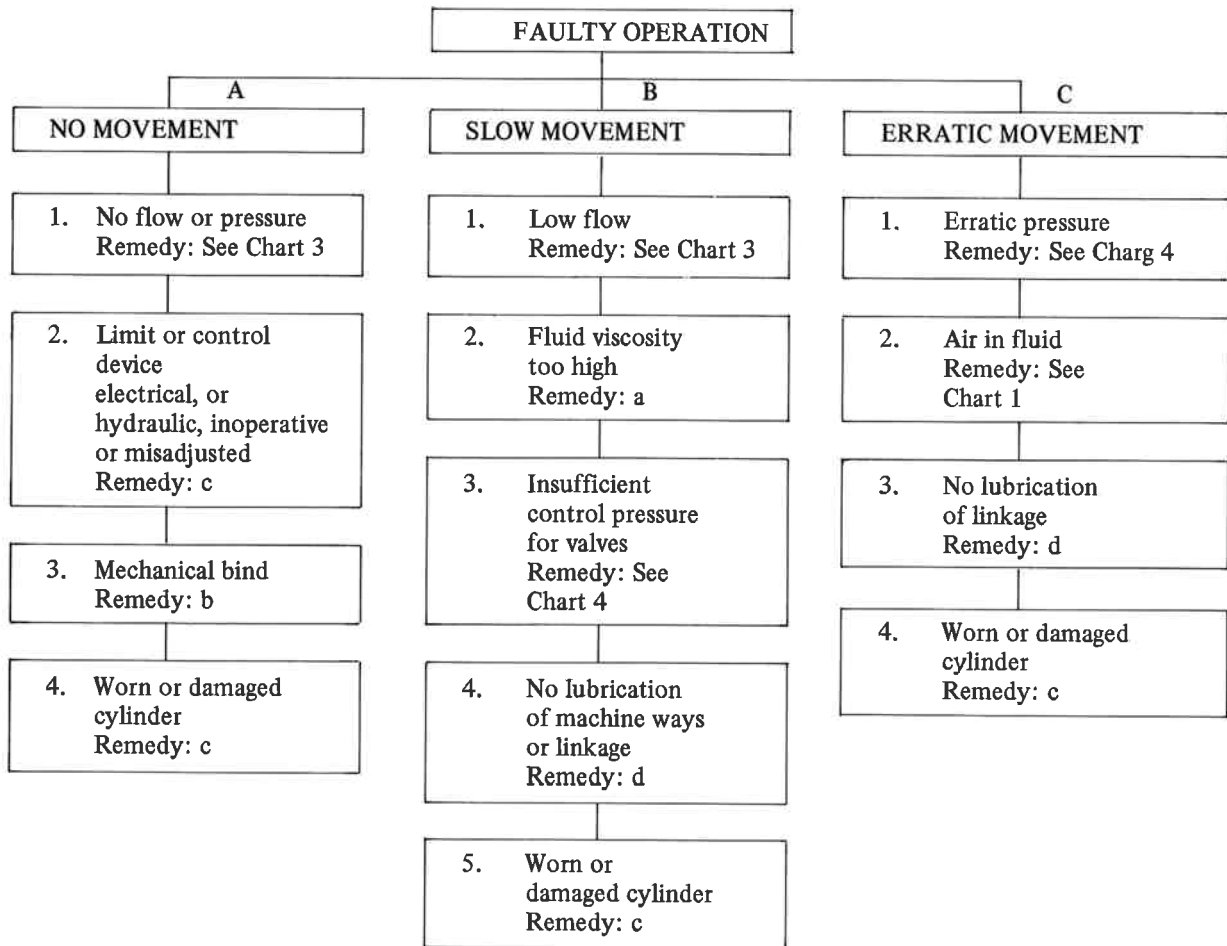 FAULTY OPERATION
A
NO MOVEMENT
1. No flow or pressure
Remedy: See Chart 3
2. Limit or control
device
electrical, or
hydraulic, inoperative
or misadjusted
Remedy: c
3. Mechanical bind
Remedy: b
4. Worn or damaged
cylinder
Remedy: c
B
SLOW MOVEMENT
1. Low flow
Remedy: See Chart 3
2. Fluid viscosity
too high
Remedy: a
3. Insufficient
control pressure
for valves
Remedy: See
Chart 4
4. No lubrication
of machine ways
or linkage
Remedy: d
5. Worn or
damaged cylinder
Remedy: c
C
ERRATIC MOVEMENT
1. Erratic pressure
Remedy: See Charg 4
2. Air in fluid
Remedy: See
Chart 1
3. No lubrication
of linkage
Remedy: d
4. Worn or damaged
cylinder
Remedy: c